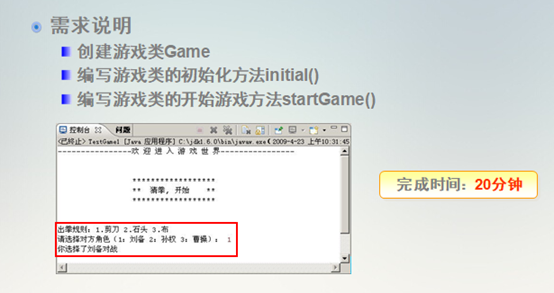 需求说明
创建游戏类Game
编写游戏类的初始化方法initial()
编写游戏类的开始游戏方法startGame()
控制台 问题
<已终止> TestGame1 [Java 应用程序] C:\jdk1.6.0\bin\javaw.exe( 2009-4-23 上午10:31:45
----------------欢 迎 进 入 游 戏 世 界----------------
******************
** 猜拳, 开始 **
******************
出拳规则: 1.剪刀 2.石头 3.布
请选择对方角色 (1: 刘备 2: 孙权 3: 曹操) : 1
你选择了刘备对战
完成时间: 20分钟